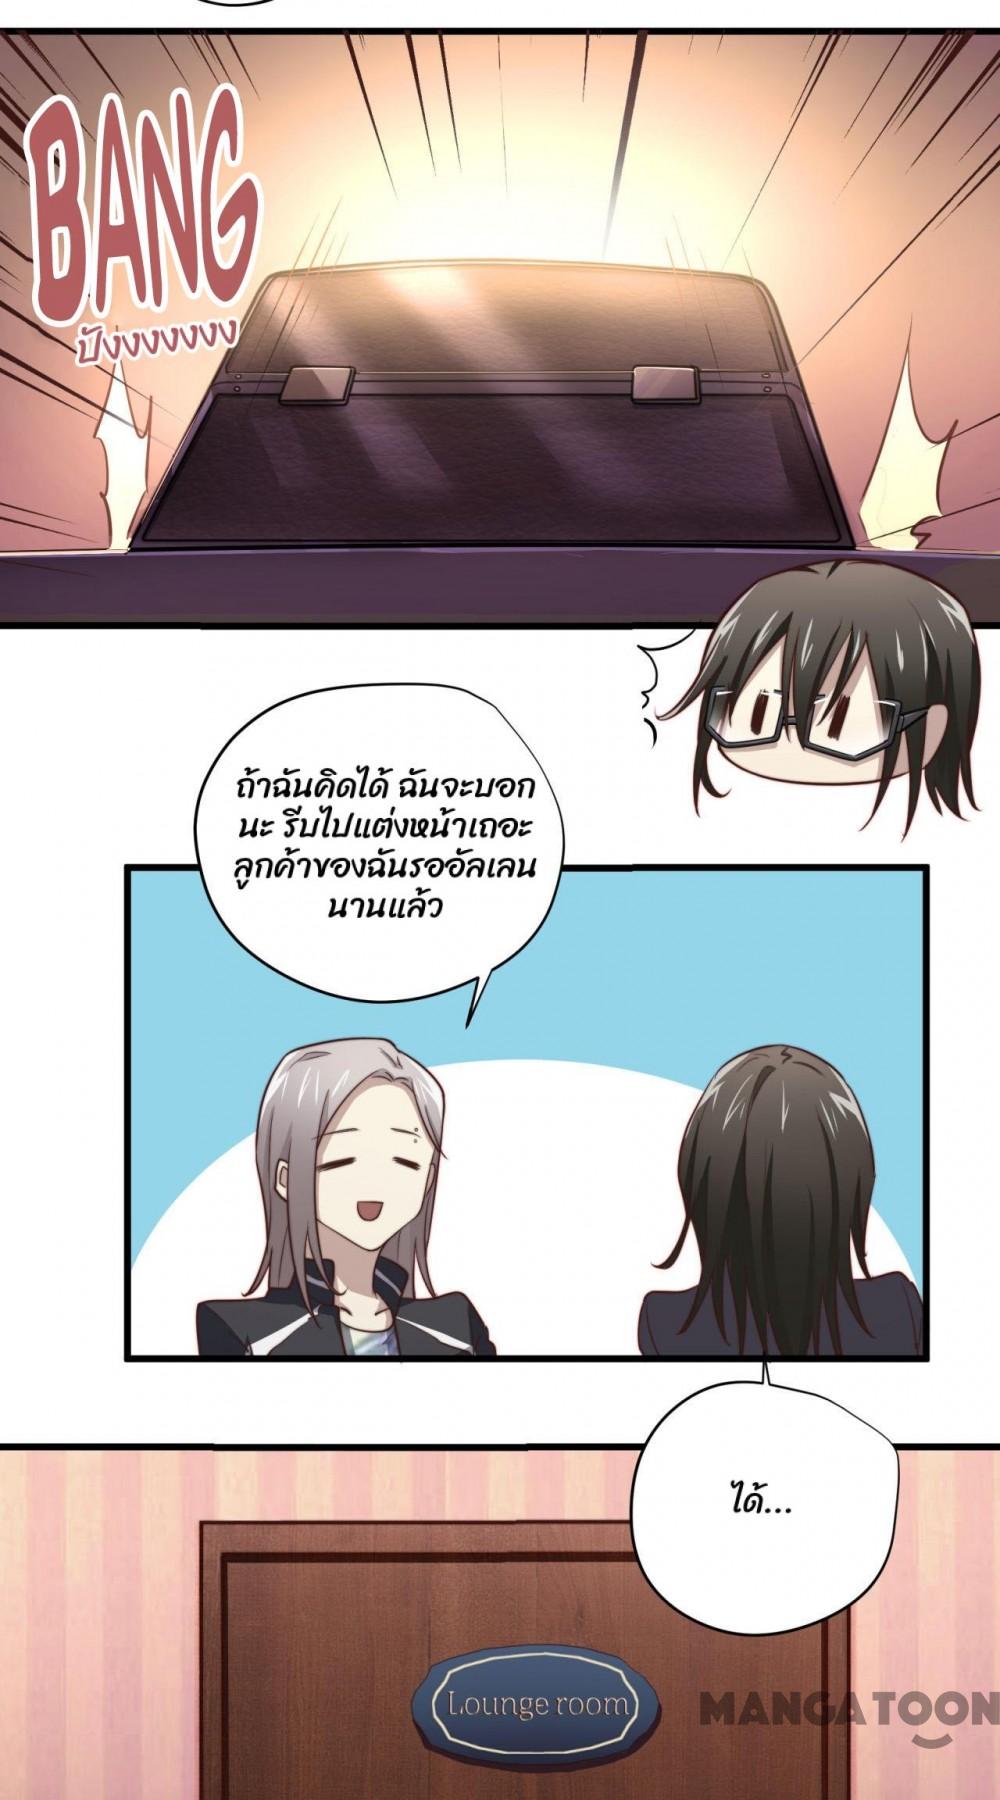 BANG
ปังงงงงงง
ถ้าฉันคิดได้ ฉันจะบอก
นะ รีบไปแต่งหน้าเถอะ
ลูกค้าของฉันรออัลเลน
นานแล้ว
ได้...
Lounge room
MANGATOON